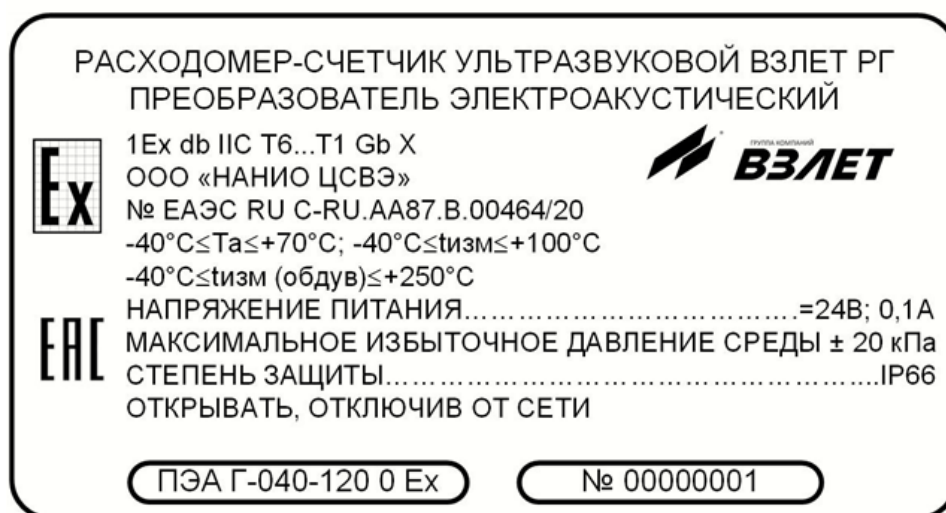 РАСХОДОМЕР-СЧЕТЧИК УЛЬТРАЗВУКОВОЙ ВЗЛЕТ РГ
ПРЕОБРАЗОВАТЕЛЬ ЭЛЕКТРОАКУСТИЧЕСКИЙ
Ex
1Ex db IIC T6...T1 Gb X
ГРУППА КОМПАНИЙ
ВЗЛЕТ
ООО «НАНИО ЦСВЭ»
№ ЕАЭС RU C-RU.AA87.B.00464/20
-40°C≤Ta≤+70°C; -40°C≤tизм≤+100°C
-40°C≤tизм (обдув)≤+250°C
EAC
НАПРЯЖЕНИЕ ПИТАНИЯ……………………………….=24В; 0,1А
МАКСИМАЛЬНОЕ ИЗБЫТОЧНОЕ ДАВЛЕНИЕ СРЕДЫ ± 20 кПа
СТЕПЕНЬ ЗАЩИТЫ…………………………………………....IP66
ОТКРЫВАТЬ, ОТКЛЮЧИВ ОТ СЕТИ
ПЭА Г-040-120 0 Ex
№ 00000001